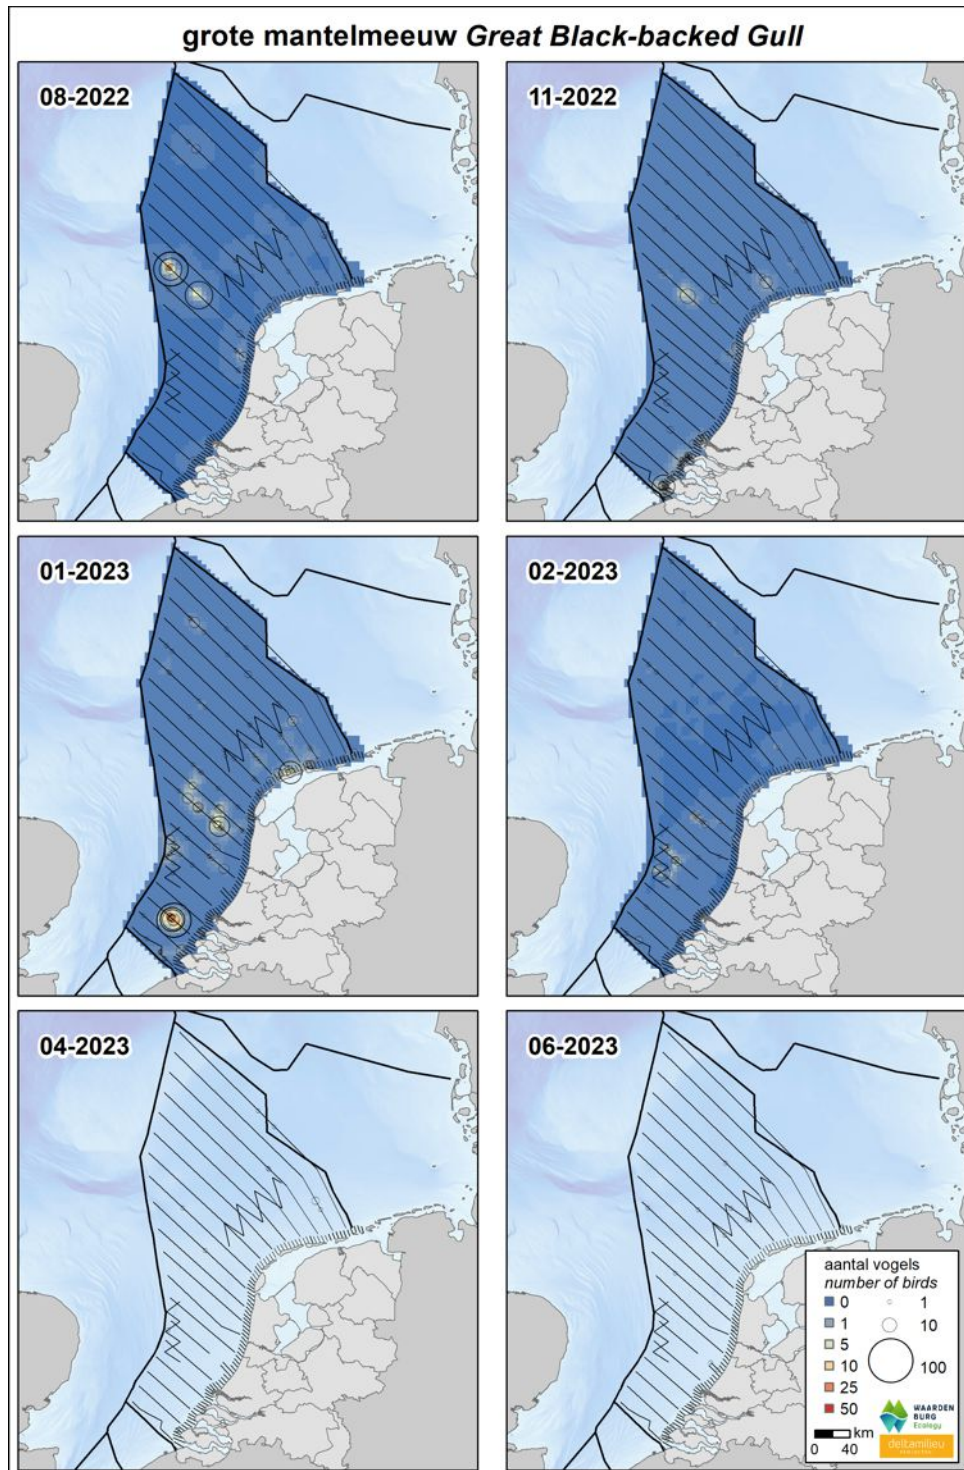 grote mantelmeeuw Great Black-backed Gull
08-2022
11-2022
01-2023
02-2023
04-2023
06-2023
aantal vogels
number of birds
0 1
1 10
5
10 100
25
50
km
0 40
WAARDEN
BURG
Ecology
deltamilieu
PROJECTEN